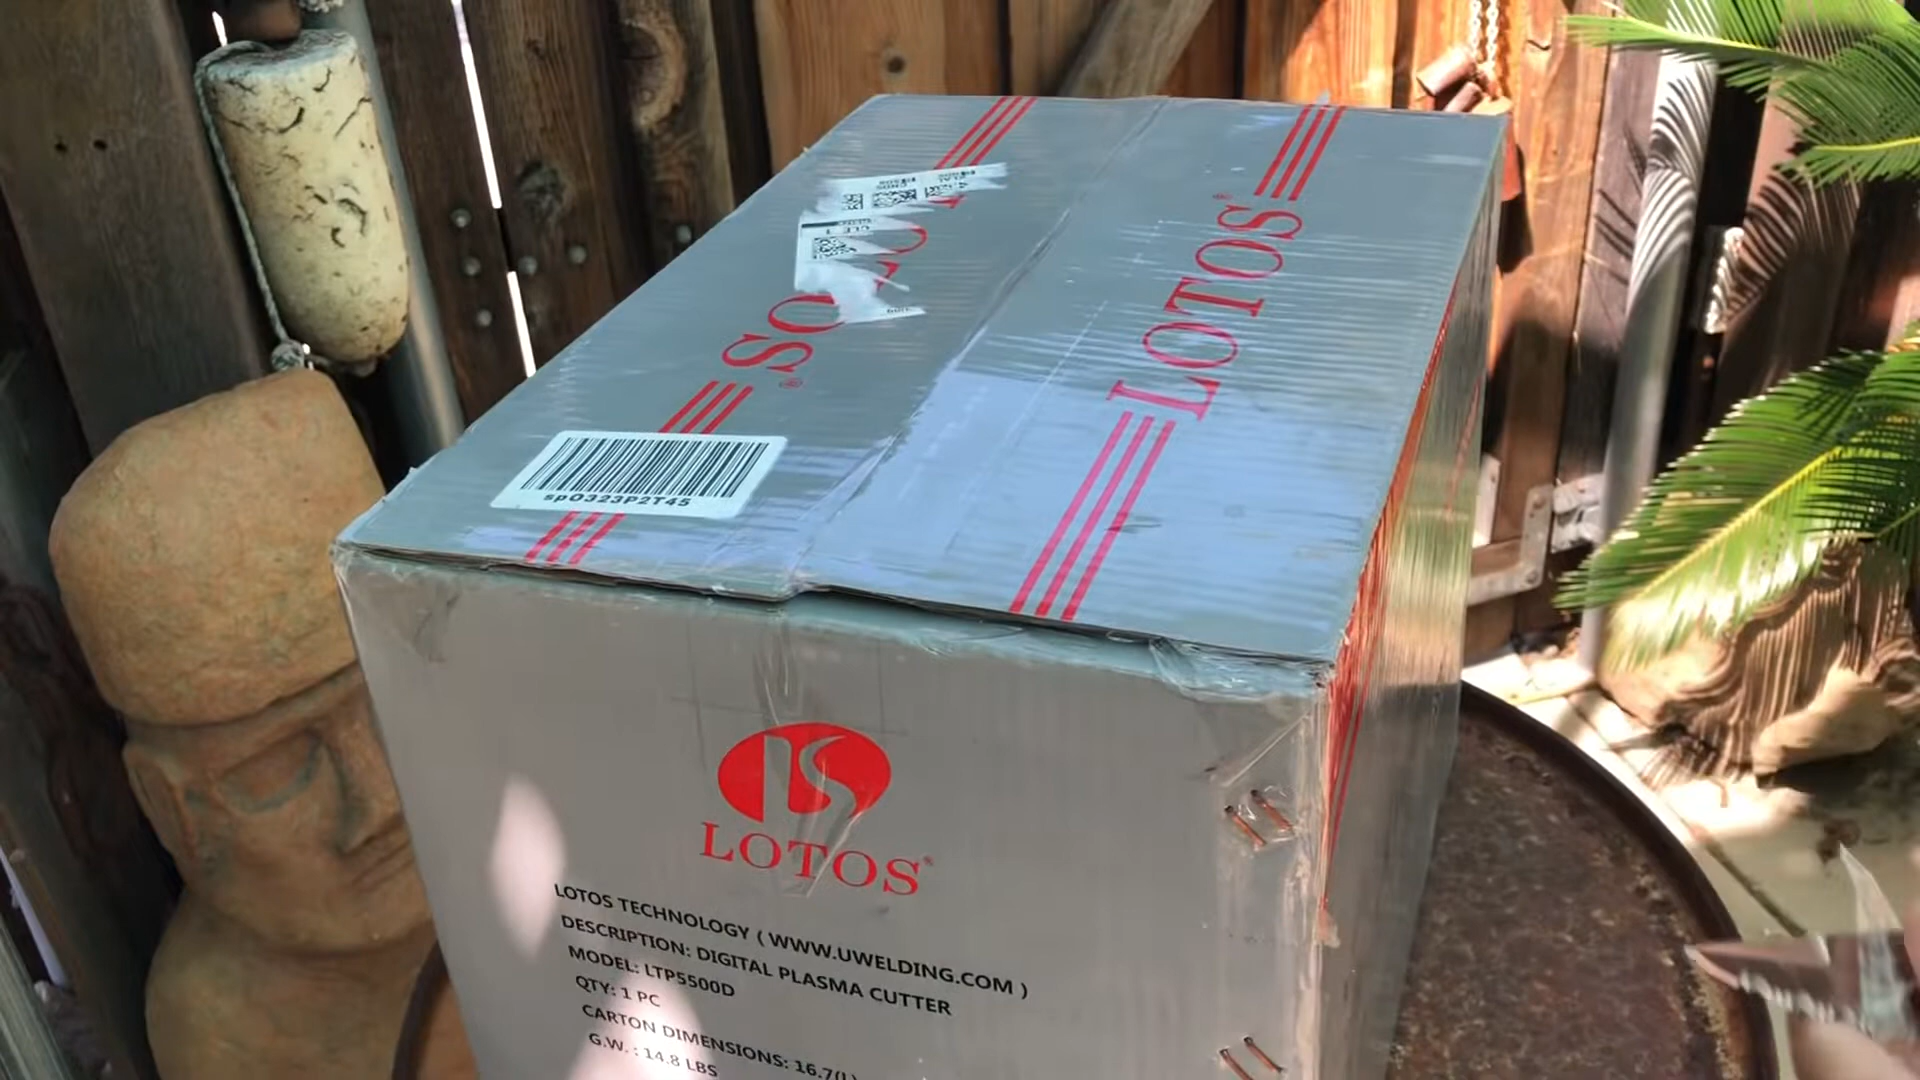 LOTOS®
sp0323P2T45
LOTOS®
LOTOS®
LOTOS TECHNOLOGY ( WWW.UWELDING.COM )
DESCRIPTION: DIGITAL PLASMA CUTTER
MODEL: LTP5500D
QTY: 1 PC
CARTON DIMENSIONS: 16.7(L)
G.W. : 14.8 LBS